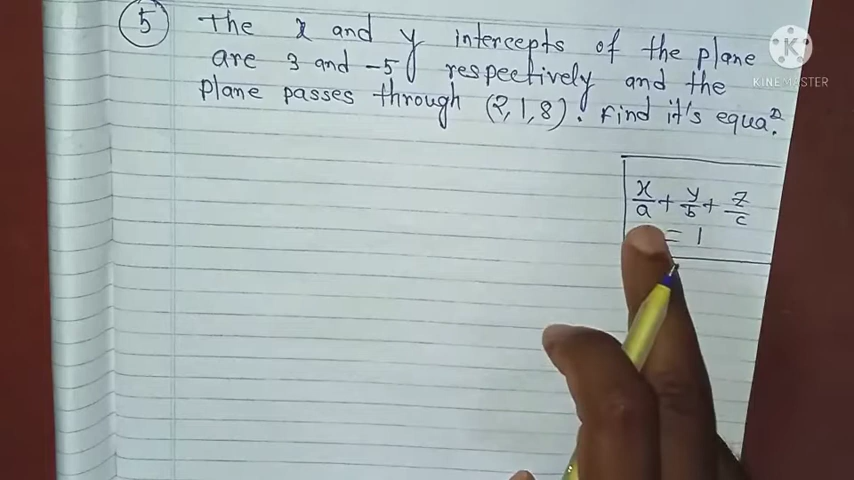 5 The x and y intercepts of the plane
are 3 and -5 respectively and the
plane passes through (2,1,8). Find it's equaⁿ.
x/a + y/b + z/c
= 1
KINEMASTER